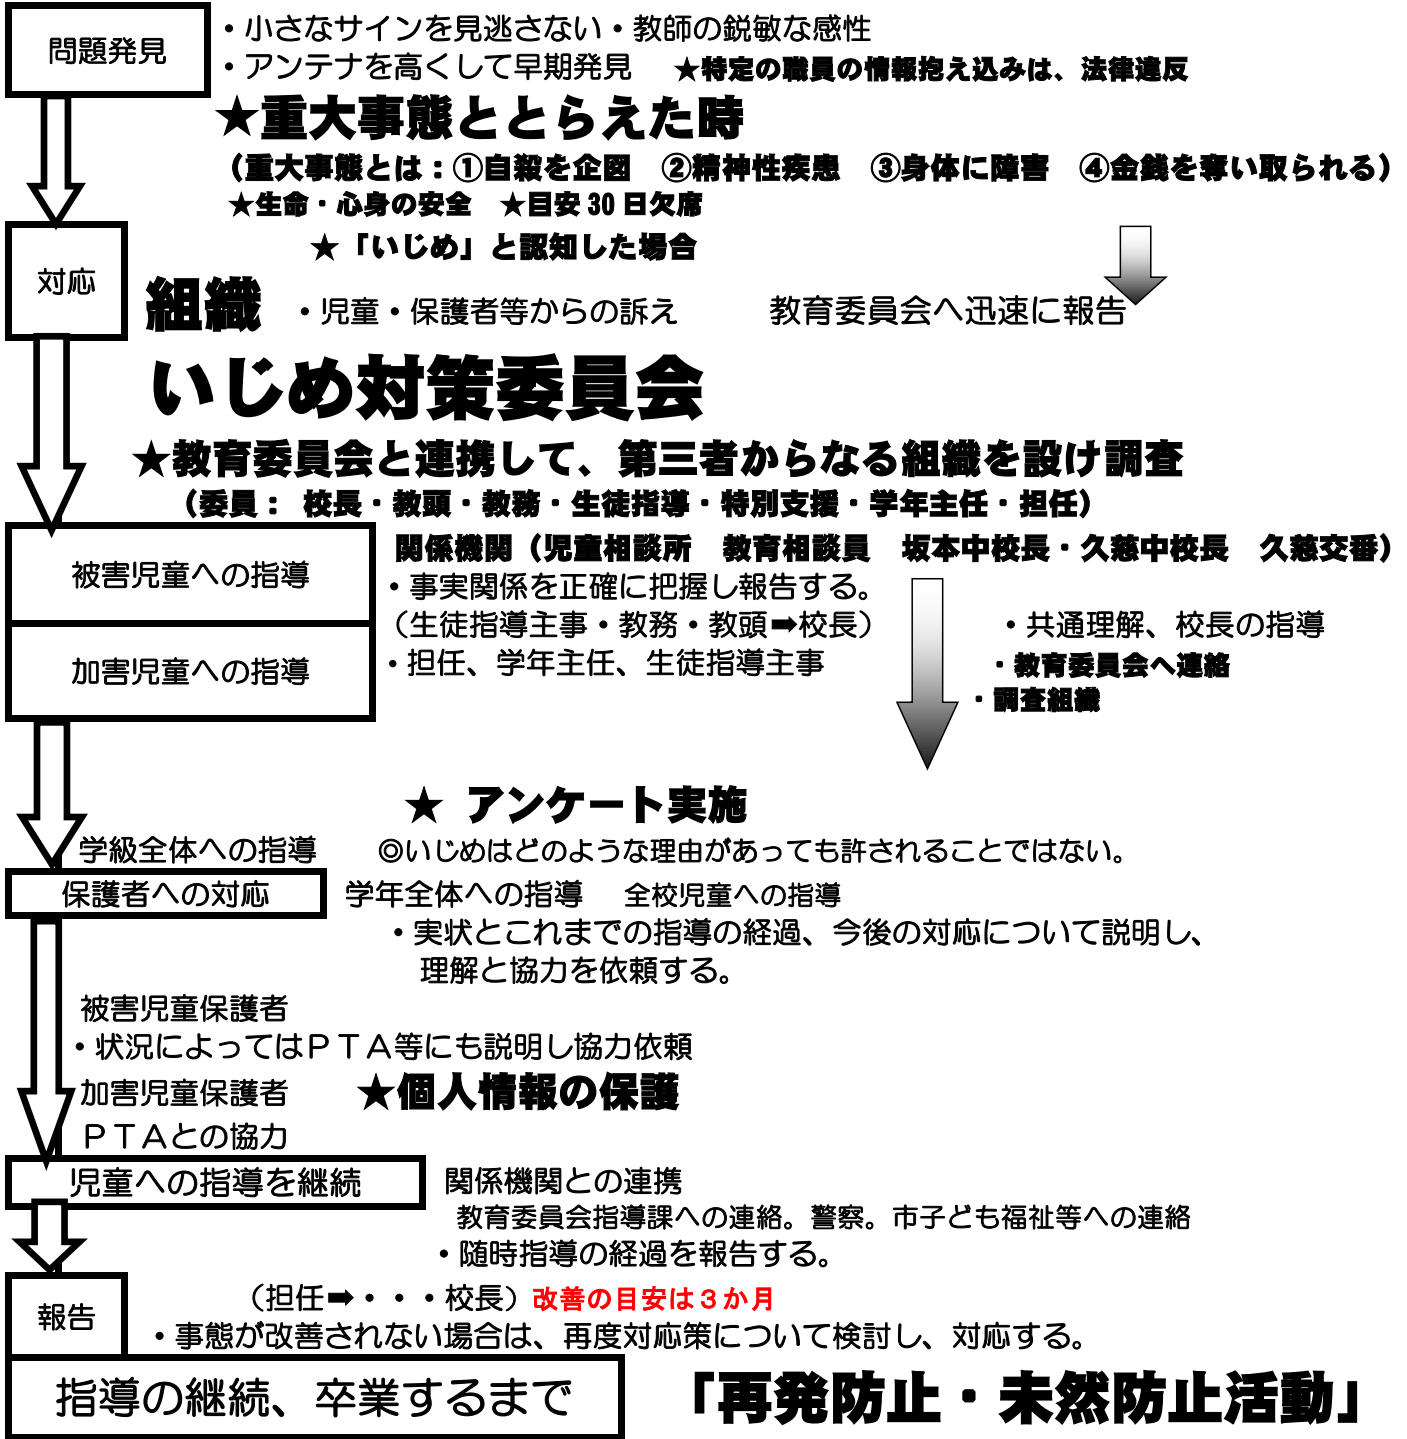 問題発見
・小さなサインを見逃さない・教師の鋭敏な感性
・アンテナを高くして早期発見　★特定の職員の情報抱え込みは、法律違反
★重大事態ととらえた時
（重大事態とは：①自殺を企図　②精神性疾患　③身体に障害　④金銭を奪い取られる）
★生命・心身の安全　★目安 30 日欠席
★「いじめ」と認知した場合
対応
組織　・児童・保護者等からの訴え　教育委員会へ迅速に報告
いじめ対策委員会
★教育委員会と連携して、第三者からなる組織を設け調査
（委員： 校長・教頭・教務・生徒指導・特別支援・学年主任・担任）
関係機関（児童相談所　教育相談員　坂本中校長・久慈中校長　久慈交番）
被害児童への指導
・事実関係を正確に把握し報告する。
（生徒指導主事・教務・教頭➡校長）
・共通理解、校長の指導
加害児童への指導
・担任、学年主任、生徒指導主事
・教育委員会へ連絡
・調査組織
★ アンケート実施
学級全体への指導　◎いじめはどのような理由があっても許されることではない。
保護者への対応　学年全体への指導　全校児童への指導
・実状とこれまでの指導の経過、今後の対応について説明し、
理解と協力を依頼する。
被害児童保護者
・状況によってはＰＴＡ等にも説明し協力依頼
加害児童保護者　★個人情報の保護
ＰＴＡとの協力
児童への指導を継続　関係機関との連携
教育委員会指導課への連絡。警察。市子ども福祉等への連絡
・随時指導の経過を報告する。
（担任➡・・・校長）改善の目安は３か月
報告
・事態が改善されない場合は、再度対応策について検討し、対応する。
指導の継続、卒業するまで　「再発防止・未然防止活動」